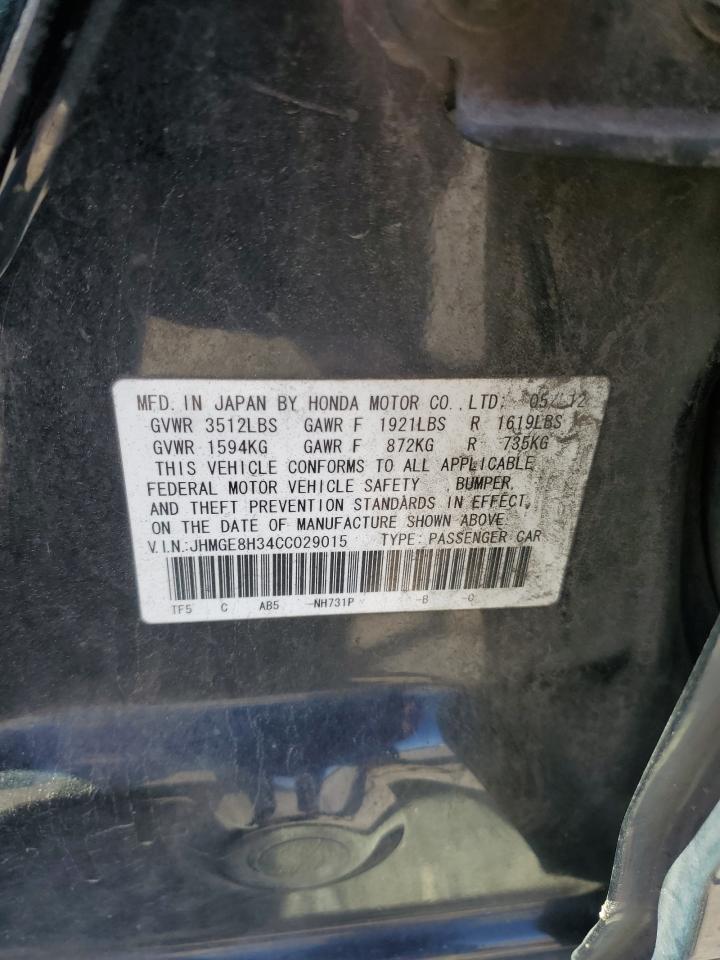 MFD. IN JAPAN BY HONDA MOTOR CO.,LTD. 05/12
GVWR 3512LBS GAWR F 1921LBS R 1619LBS
GVWR 1594KG GAWR F 872KG R 735KG
THIS VEHICLE CONFORMS TO ALL APPLICABLE
FEDERAL MOTOR VEHICLE SAFETY, BUMPER,
AND THEFT PREVENTION STANDARDS IN EFFECT
ON THE DATE OF MANUFACTURE SHOWN ABOVE.
V.I.N.:JHMGE8H34CC029015 TYPE: PASSENGER CAR
TF5 C AB5 -NH731P -B -C